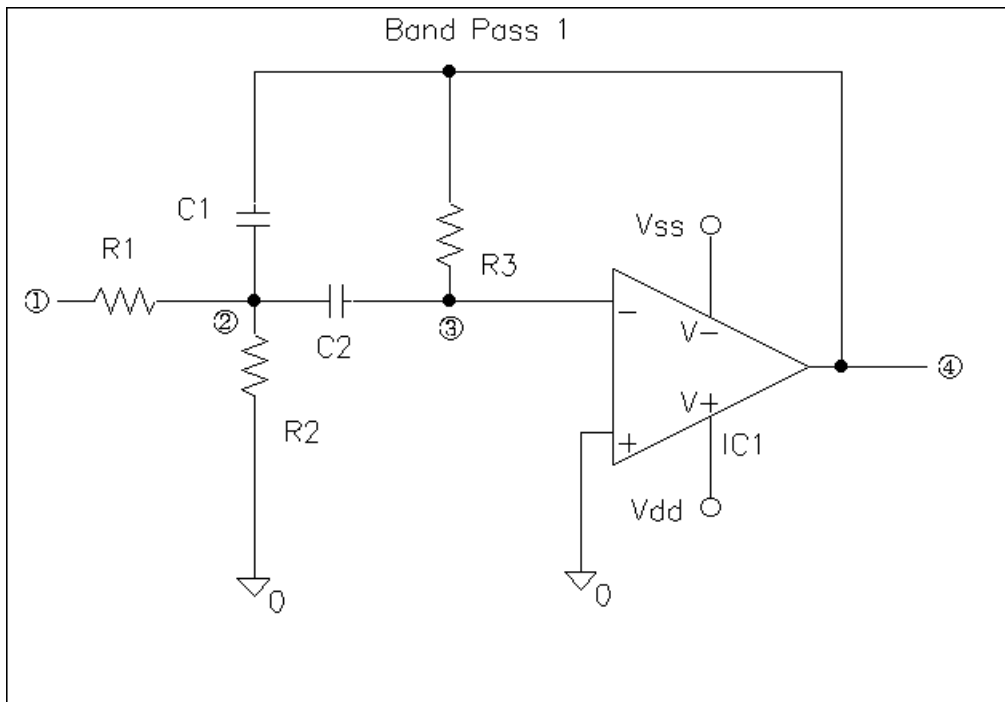 Band Pass 1
C1
Vss
R1
R3
①
②
C2
③
−
V−
④
R2
V+
+
IC1
Vdd
0
0